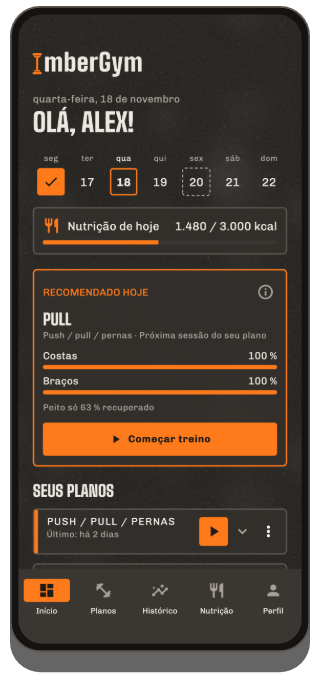 EmberGym
quarta-feira, 18 de novembro
OLÁ, ALEX!
seg ter qua qui sex sáb dom
17 18 19 20 21 22
Nutrição de hoje 1.480 / 3.000 kcal
RECOMENDADO HOJE
PULL
Push / pull / pernas · Próxima sessão do seu plano
Costas 100 %
Braços 100 %
Peito só 63 % recuperado
Começar treino
SEUS PLANOS
PUSH / PULL / PERNAS
Último: há 2 dias
Início Planos Histórico Nutrição Perfil